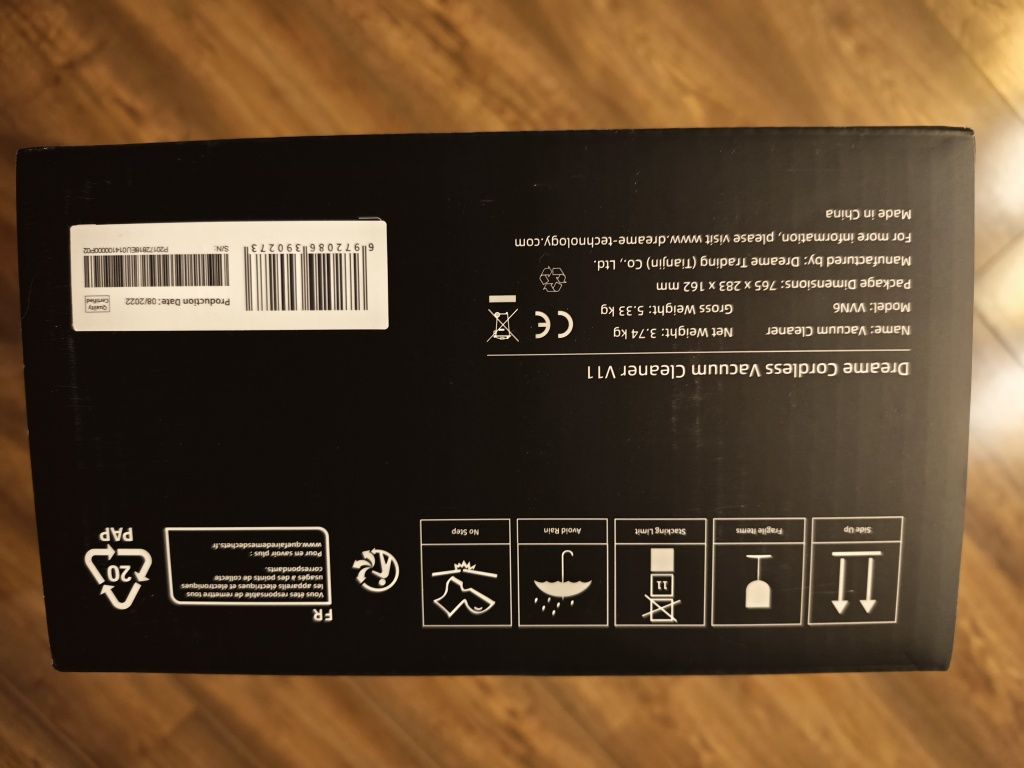 Side Up
Fragile Items
Stacking Limit
11
Avoid Rain
No Step
FR
Vous êtes responsable de remettre tous
les appareils électriques et électroniques
usagés à des points de collecte
correspondants.
Pour en savoir plus :
www.quefairedemesdechets.fr
20
PAP
Dreame Cordless Vacuum Cleaner V11
Name: Vacuum Cleaner Net Weight: 3.74 kg
Model: VVN6 Gross Weight: 5.33 kg
Package Dimensions: 765 x 283 x 162 mm
Manufactured by: Dreame Trading (Tianjin) Co., Ltd.
For more information, please visit www.dreame-technology.com
Made in China
CE
Production Date: 08/2022
Quality
Certified
6 972086 390273
S/N: P20172818EU01410000OP02